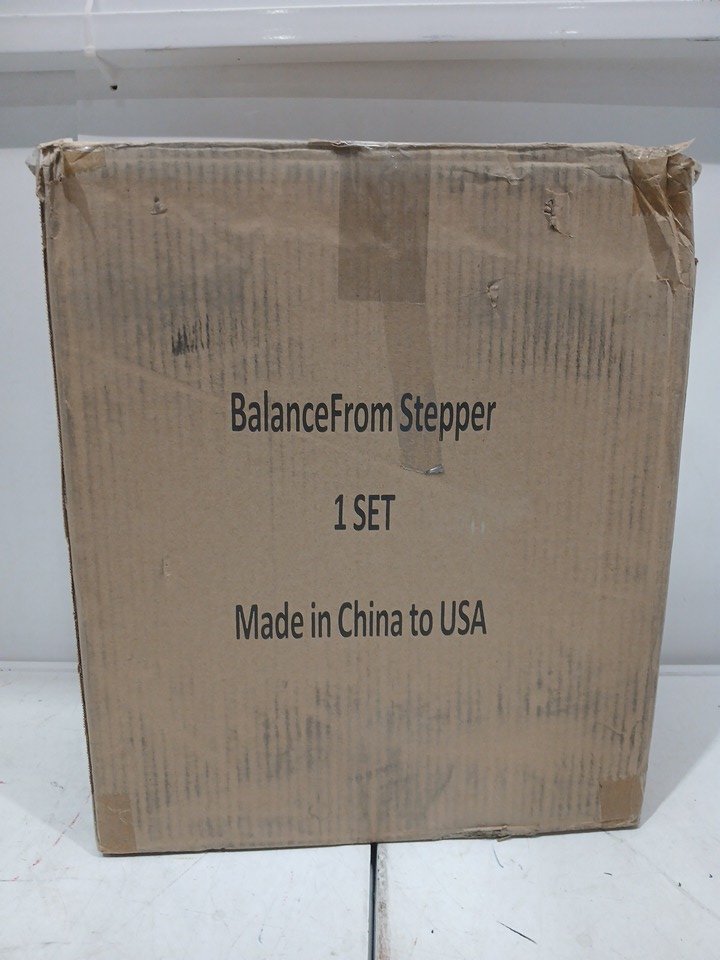 BalanceFrom Stepper
1 SET
Made in China to USA